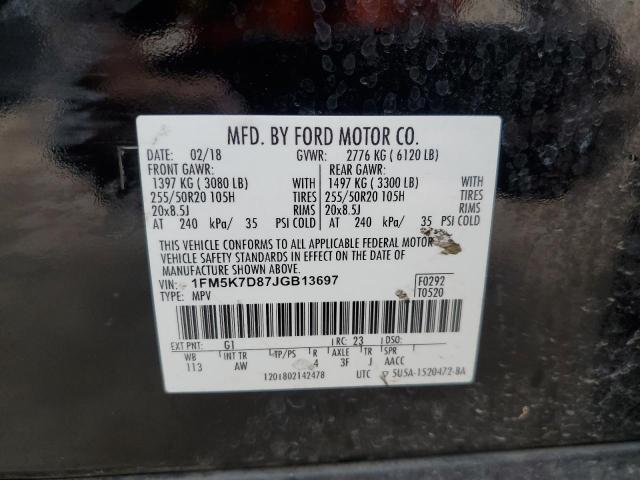 MFD. BY FORD MOTOR CO.
DATE: 02/18 GVWR: 2776 KG ( 6120 LB)
FRONT GAWR: REAR GAWR:
1397 KG ( 3080 LB) WITH 1497 KG ( 3300 LB) WITH
255/50R20 105H TIRES 255/50R20 105H TIRES
20x8.5J RIMS 20x8.5J RIMS
AT 240 kPa/ 35 PSI COLD AT 240 kPa/ 35 PSI COLD
THIS VEHICLE CONFORMS TO ALL APPLICABLE FEDERAL MOTOR
VEHICLE SAFETY STANDARDS IN EFFECT ON THE DATE OF
MANUFACTURE SHOWN ABOVE.
VIN: 1FM5K7D87JGB13697 F0292
TYPE: MPV T0520
EXT PNT: G1 RC: 23 DSO:
WB INT TR TP/PS R AXLE TR SPR
113 AW 4 3F J AACC
1201802142478 UTC 5U5A-1520472-BA